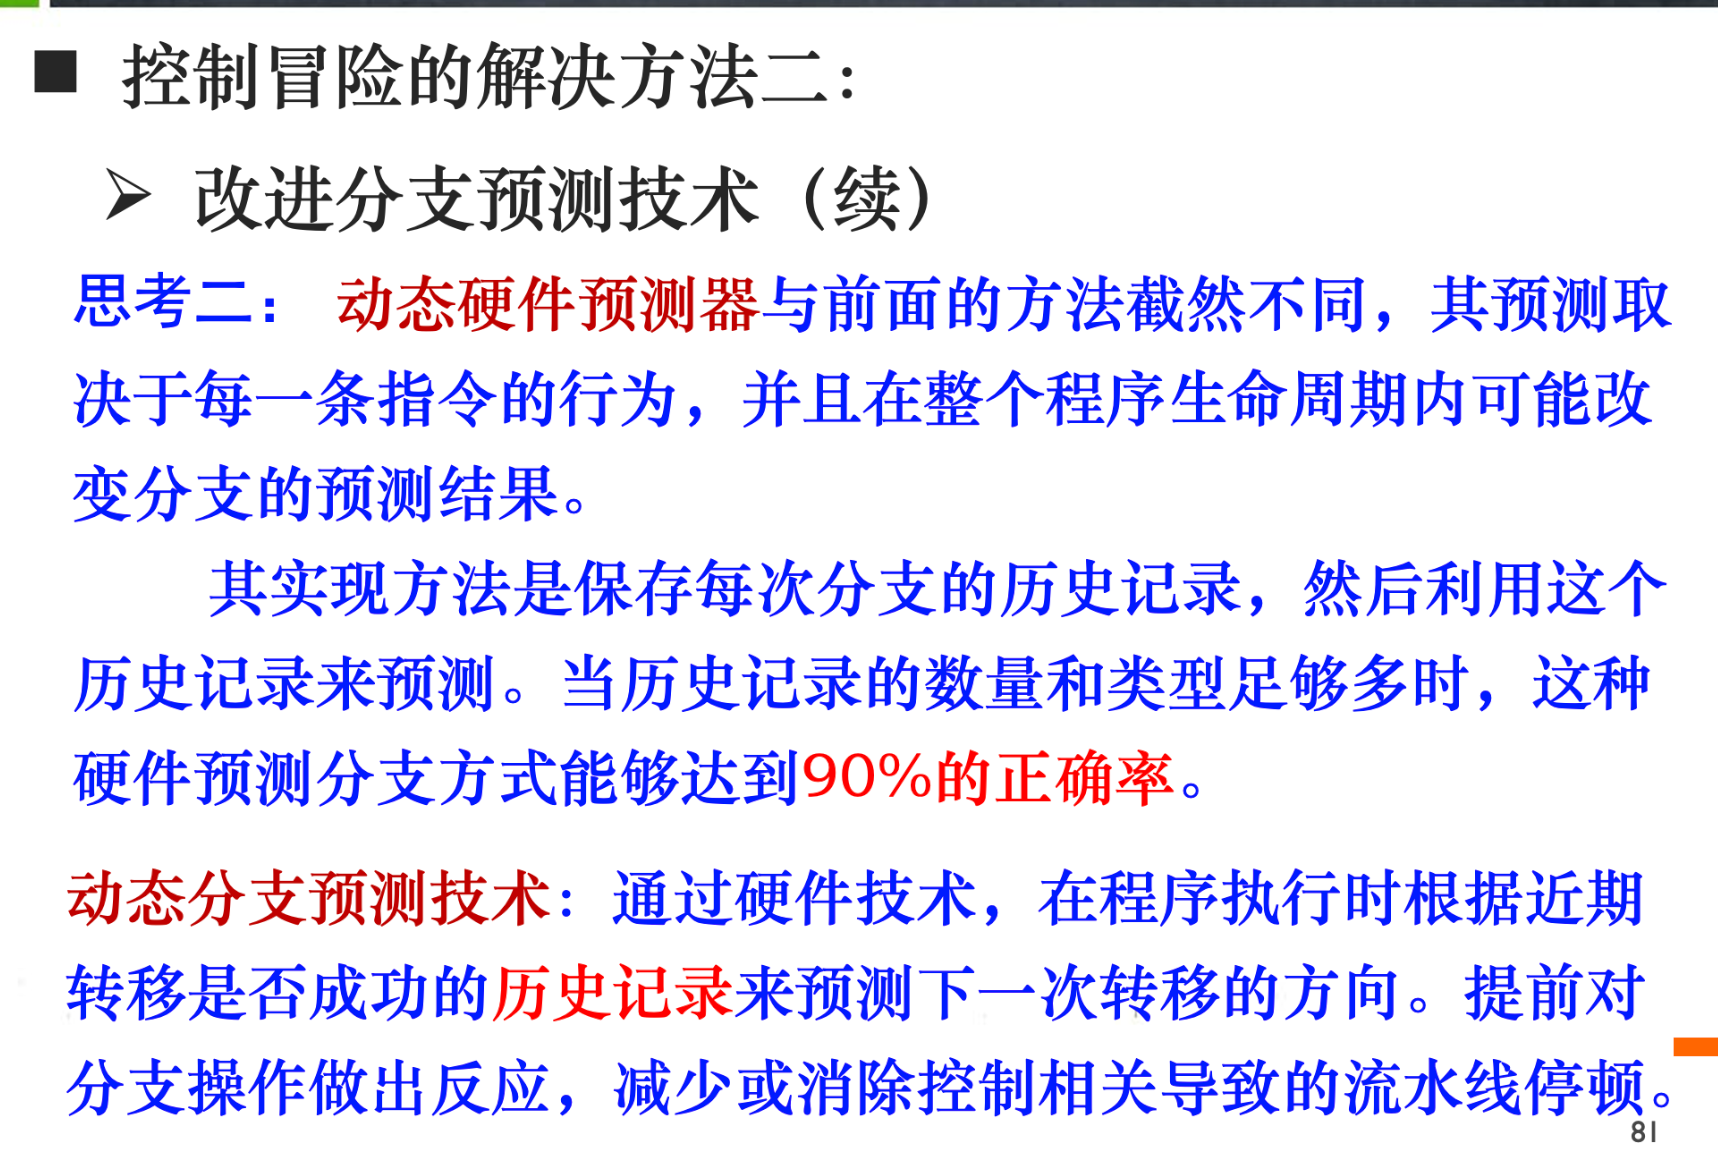 ■ 控制冒险的解决方法二：
➢ 改进分支预测技术（续）
思考二： 动态硬件预测器与前面的方法截然不同，其预测取
决于每一条指令的行为，并且在整个程序生命周期内可能改
变分支的预测结果。
其实现方法是保存每次分支的历史记录，然后利用这个
历史记录来预测。当历史记录的数量和类型足够多时，这种
硬件预测分支方式能够达到90%的正确率。
动态分支预测技术：通过硬件技术，在程序执行时根据近期
转移是否成功的历史记录来预测下一次转移的方向。提前对
分支操作做出反应，减少或消除控制相关导致的流水线停顿。
81